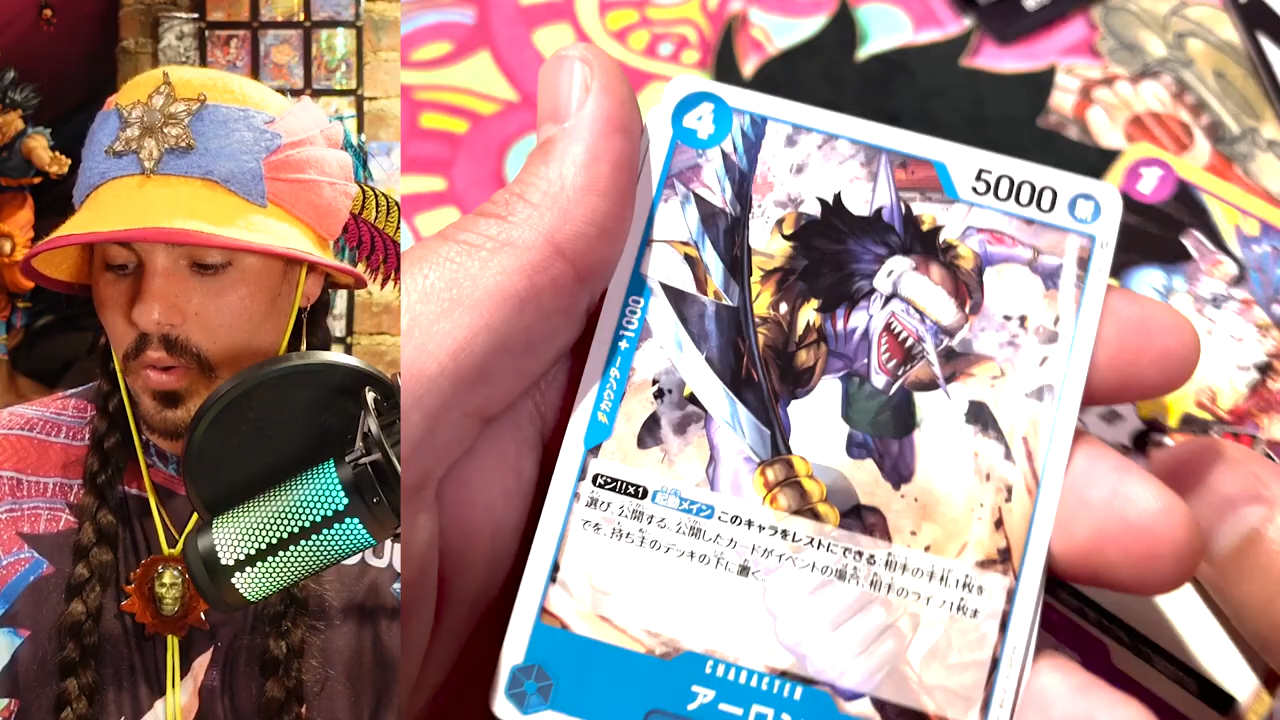 4
5000
カウンター +1000
ドン!!×1 起動メイン このキャラをレストにできる：相手の手札1枚を
選び、公開する。公開したカードがイベントの場合、相手のライフ1枚ま
でを、持ち主のデッキの下に置く。
CHARACTER
アーロン
1